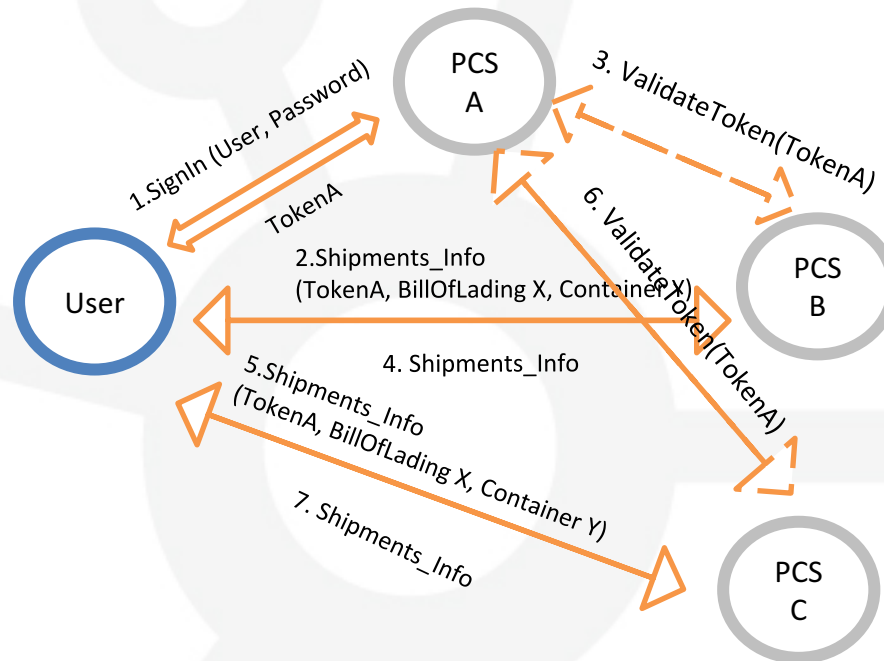 PCS
A
3. ValidateToken(TokenA)
1.SignIn (User, Password)
TokenA
6. ValidateToken(TokenA)
2.Shipments_Info
(TokenA, BillOfLading X, Container X)
User
PCS
B
4. Shipments_Info
5.Shipments_Info
(TokenA, BillOfLading X, Container Y)
7. Shipments_Info
PCS
C